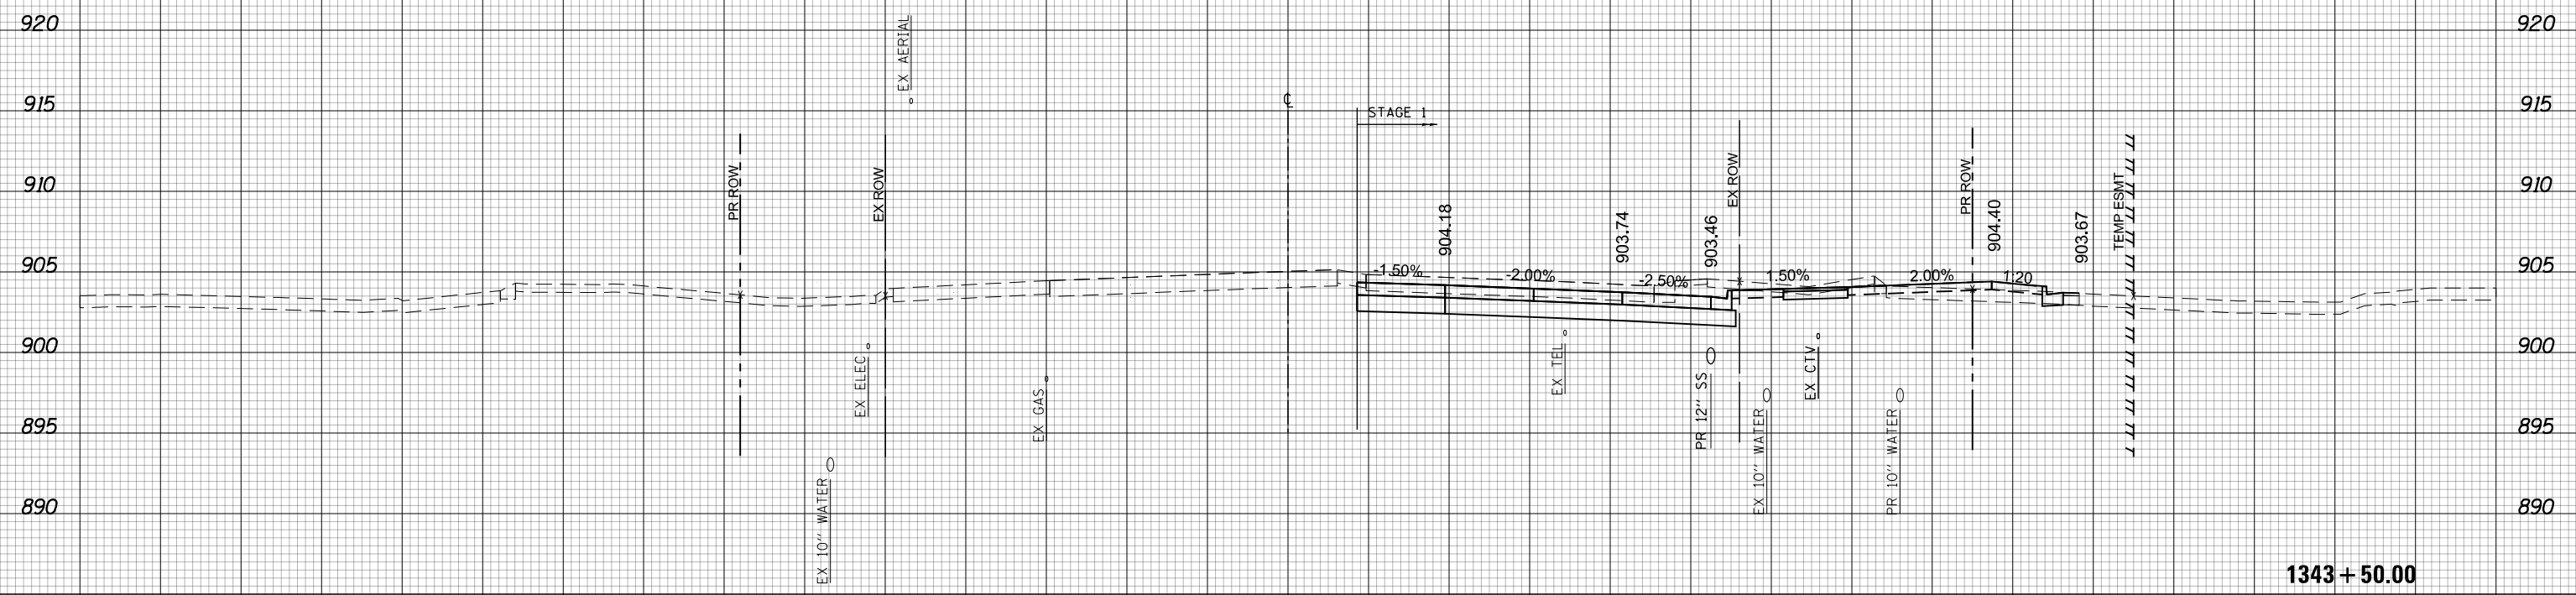 920
920
EX AERIAL
915
℄
915
STAGE 1
910
PR ROW
EX ROW
904.18
903.74
903.46
EX ROW
PR ROW
904.40
903.67
TEMP ESMT
910
905
-1.50%
-2.00%
-2.50%
1.50%
2.00%
1:20
905
900
EX ELEC
EX GAS
EX TEL
PR 12" SS
EX CTV
900
895
EX 10" WATER
EX 10" WATER
PR 10" WATER
895
890
890
1343+50.00